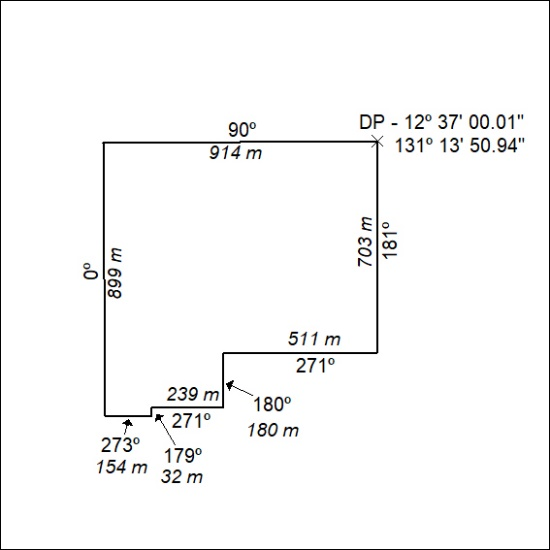 DP - 12º 37' 00.01"
131º 13' 50.94"
90º
914 m
0º
899 m
703 m
181º
511 m
271º
239 m
271º
180º
180 m
273º
154 m
179º
32 m